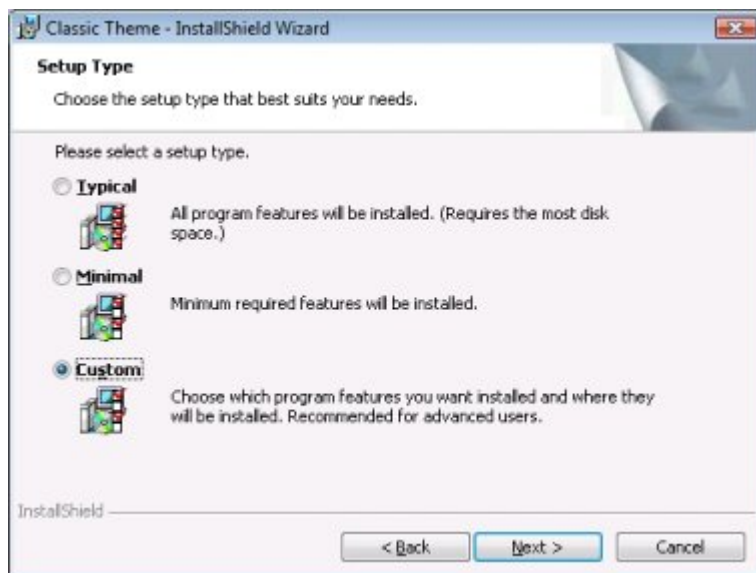 Classic Theme - InstallShield Wizard
Setup Type
Choose the setup type that best suits your needs.
Please select a setup type.
Typical
All program features will be installed. (Requires the most disk
space.)
Minimal
Minimum required features will be installed.
Custom
Choose which program features you want installed and where they
will be installed. Recommended for advanced users.
InstallShield
< Back Next > Cancel